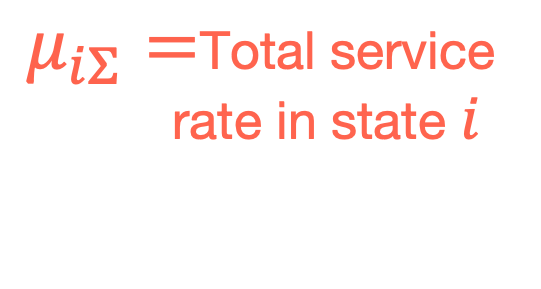 μ_{iΣ} =Total service
rate in state i